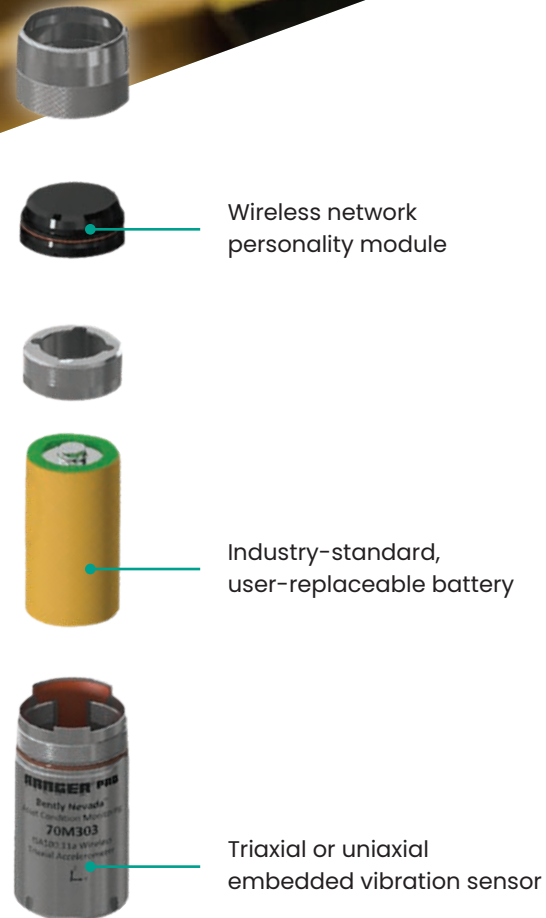 Wireless network
personality module
Industry-standard,
user-replaceable battery
RANGER PRO
Bently Nevada
Asset Condition Monitoring
70M303
ISA100.11a Wireless
Triaxial Accelerometer
Triaxial or uniaxial
embedded vibration sensor